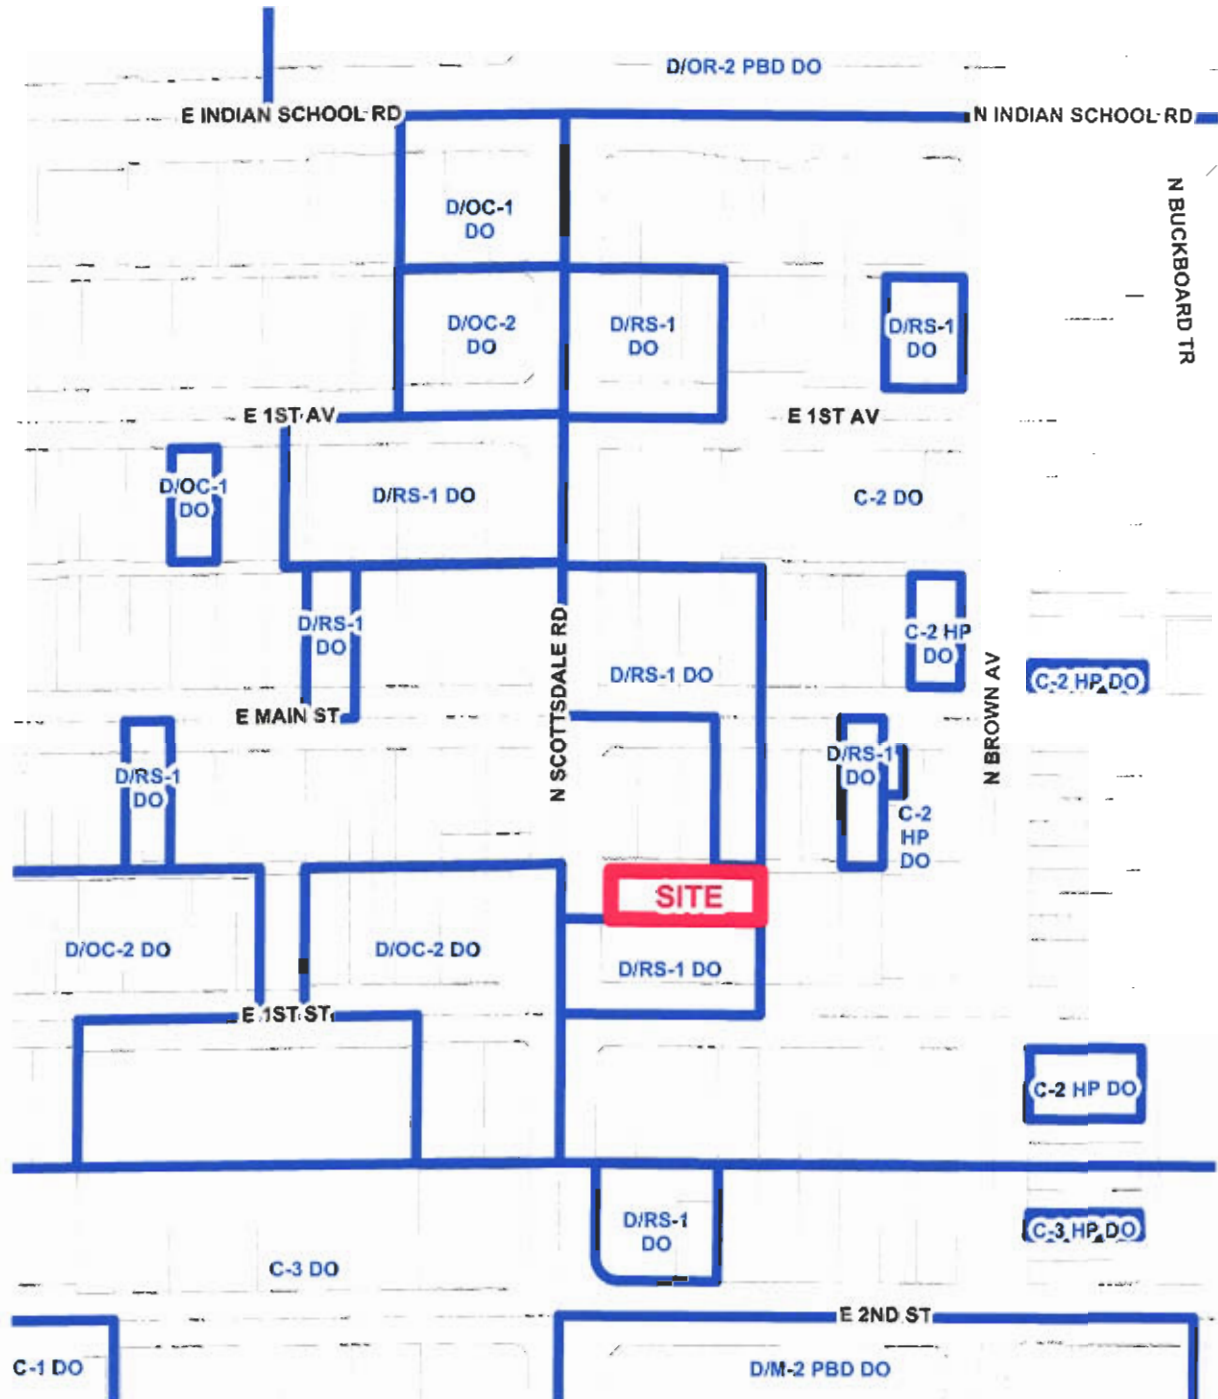 D/OR-2 PBD DO
E INDIAN SCHOOL RD
N INDIAN SCHOOL RD
N BUCKBOARD TR
D/OC-1
DO
D/OC-2
DO
D/RS-1
DO
D/RS-1
DO
E 1ST AV
E 1ST AV
D/OC-1
DO
D/RS-1 DO
C-2 DO
D/RS-1
DO
N SCOTTSDALE RD
D/RS-1 DO
C-2 HP
DO
N BROWN AV
C-2 HP DO
E MAIN ST
D/RS-1
DO
D/RS-1
DO
C-2
HP
DO
SITE
D/OC-2 DO
D/OC-2 DO
D/RS-1 DO
E 1ST ST
C-2 HP DO
D/RS-1
DO
C-3 HP DO
C-3 DO
E 2ND ST
C-1 DO
D/M-2 PBD DO